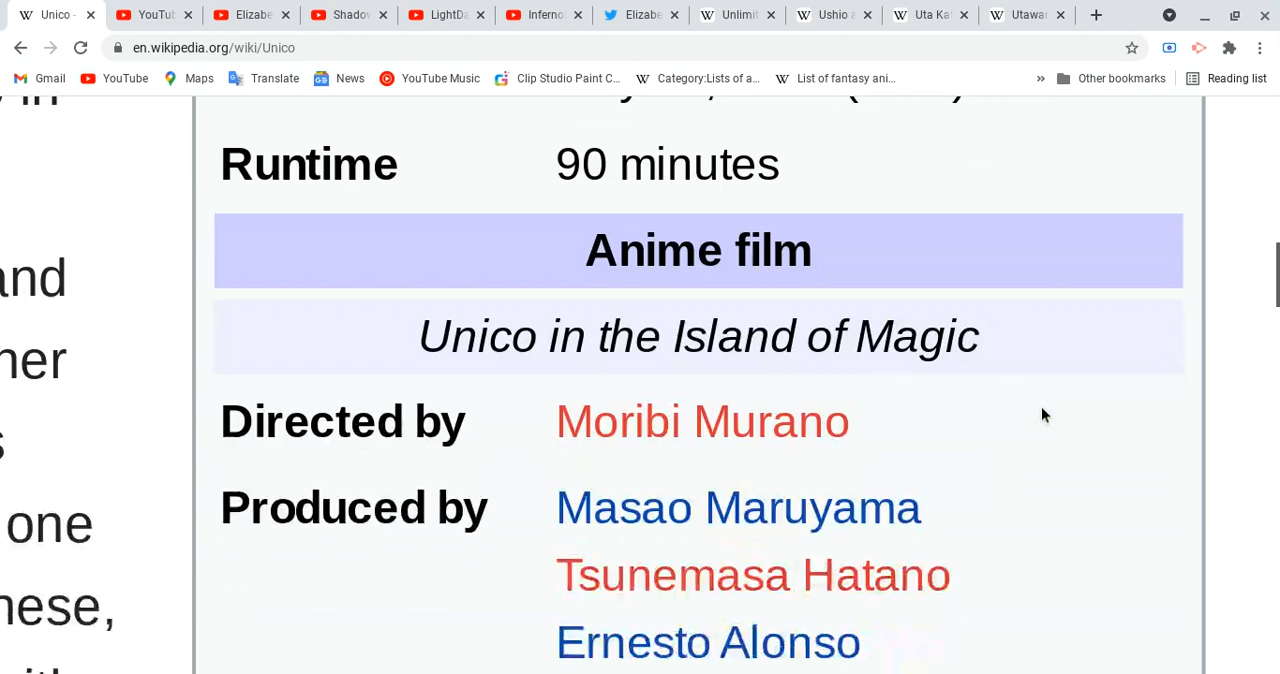 Unico - YouTub Elizabe Shadow LightDa Inferno Elizabe Unlimit Ushio a Uta Ka Utawar
en.wikipedia.org/wiki/Unico
Gmail YouTube Maps Translate News YouTube Music Clip Studio Paint C... Category:Lists of a... List of fantasy ani... » Other bookmarks Reading list
Runtime 90 minutes
Anime film
and
Unico in the Island of Magic
her
Directed by Moribi Murano
s
Produced by Masao Maruyama
one
Tsunemasa Hatano
nese,
Ernesto Alonso